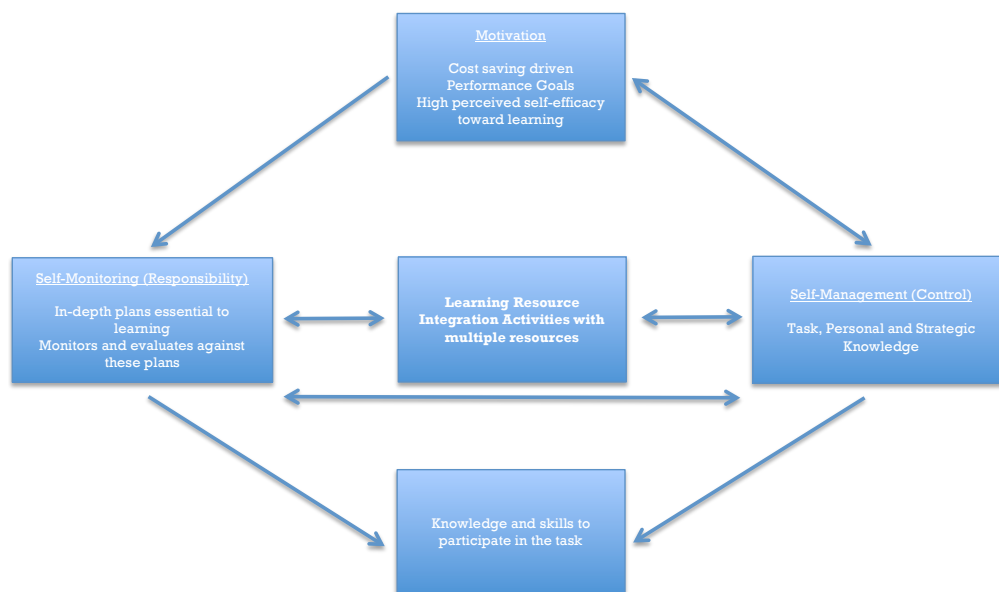 Motivation
Cost saving driven
Performance Goals
High perceived self-efficacy
toward learning
Self-Monitoring (Responsibility)
In-depth plans essential to
learning
Monitors and evaluates against
these plans
Learning Resource
Integration Activities with
multiple resources
Self-Management (Control)
Task, Personal and Strategic
Knowledge
Knowledge and skills to
participate in the task